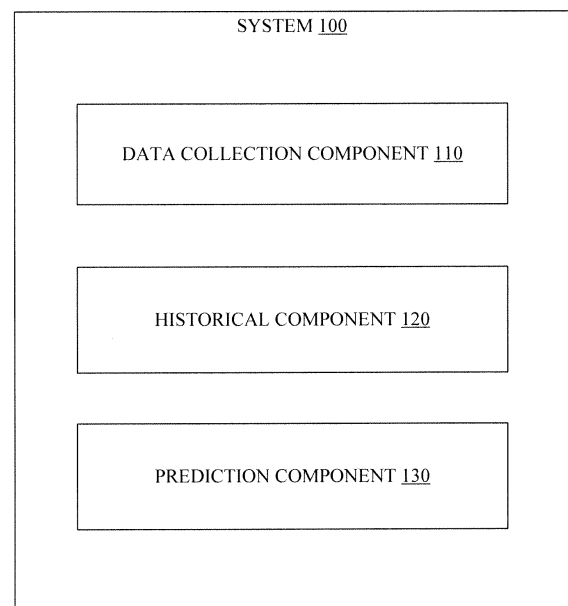 SYSTEM 100
DATA COLLECTION COMPONENT 110
HISTORICAL COMPONENT 120
PREDICTION COMPONENT 130